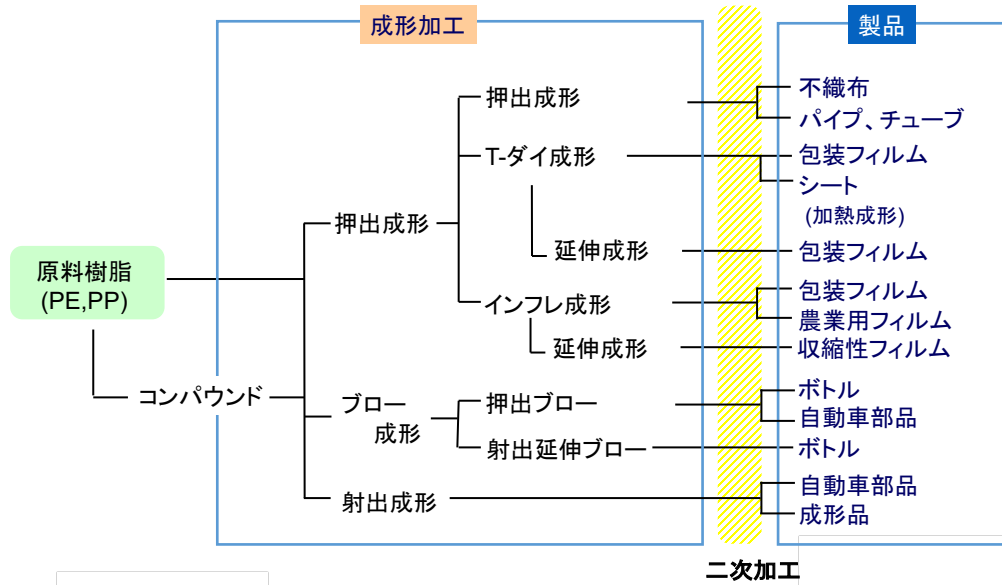 成形加工
製品
押出成形
不織布
パイプ、チューブ
T-ダイ成形
包装フィルム
シート
(加熱成形)
押出成形
延伸成形
包装フィルム
原料樹脂
(PE,PP)
インフレ成形
包装フィルム
農業用フィルム
延伸成形
収縮性フィルム
コンパウンド
ブロー
成形
押出ブロー
ボトル
自動車部品
射出延伸ブロー
ボトル
射出成形
自動車部品
成形品
二次加工